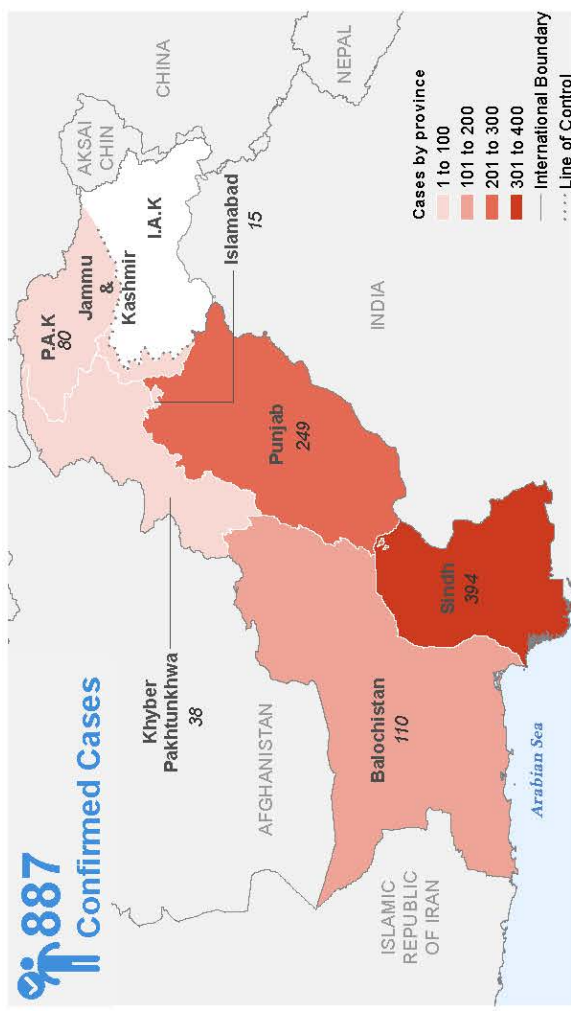 887
Confirmed Cases
CHINA
AKSAI
CHIN
NEPAL
P.A.K
80
Jammu
&
Kashmir
I.A.K
Islamabad
15
Khyber
Pakhtunkhwa
38
AFGHANISTAN
Punjab
249
INDIA
Balochistan
110
Sindh
394
ISLAMIC
REPUBLIC
OF IRAN
Arabian Sea
Cases by province
1 to 100
101 to 200
201 to 300
301 to 400
International Boundary
Line of Control